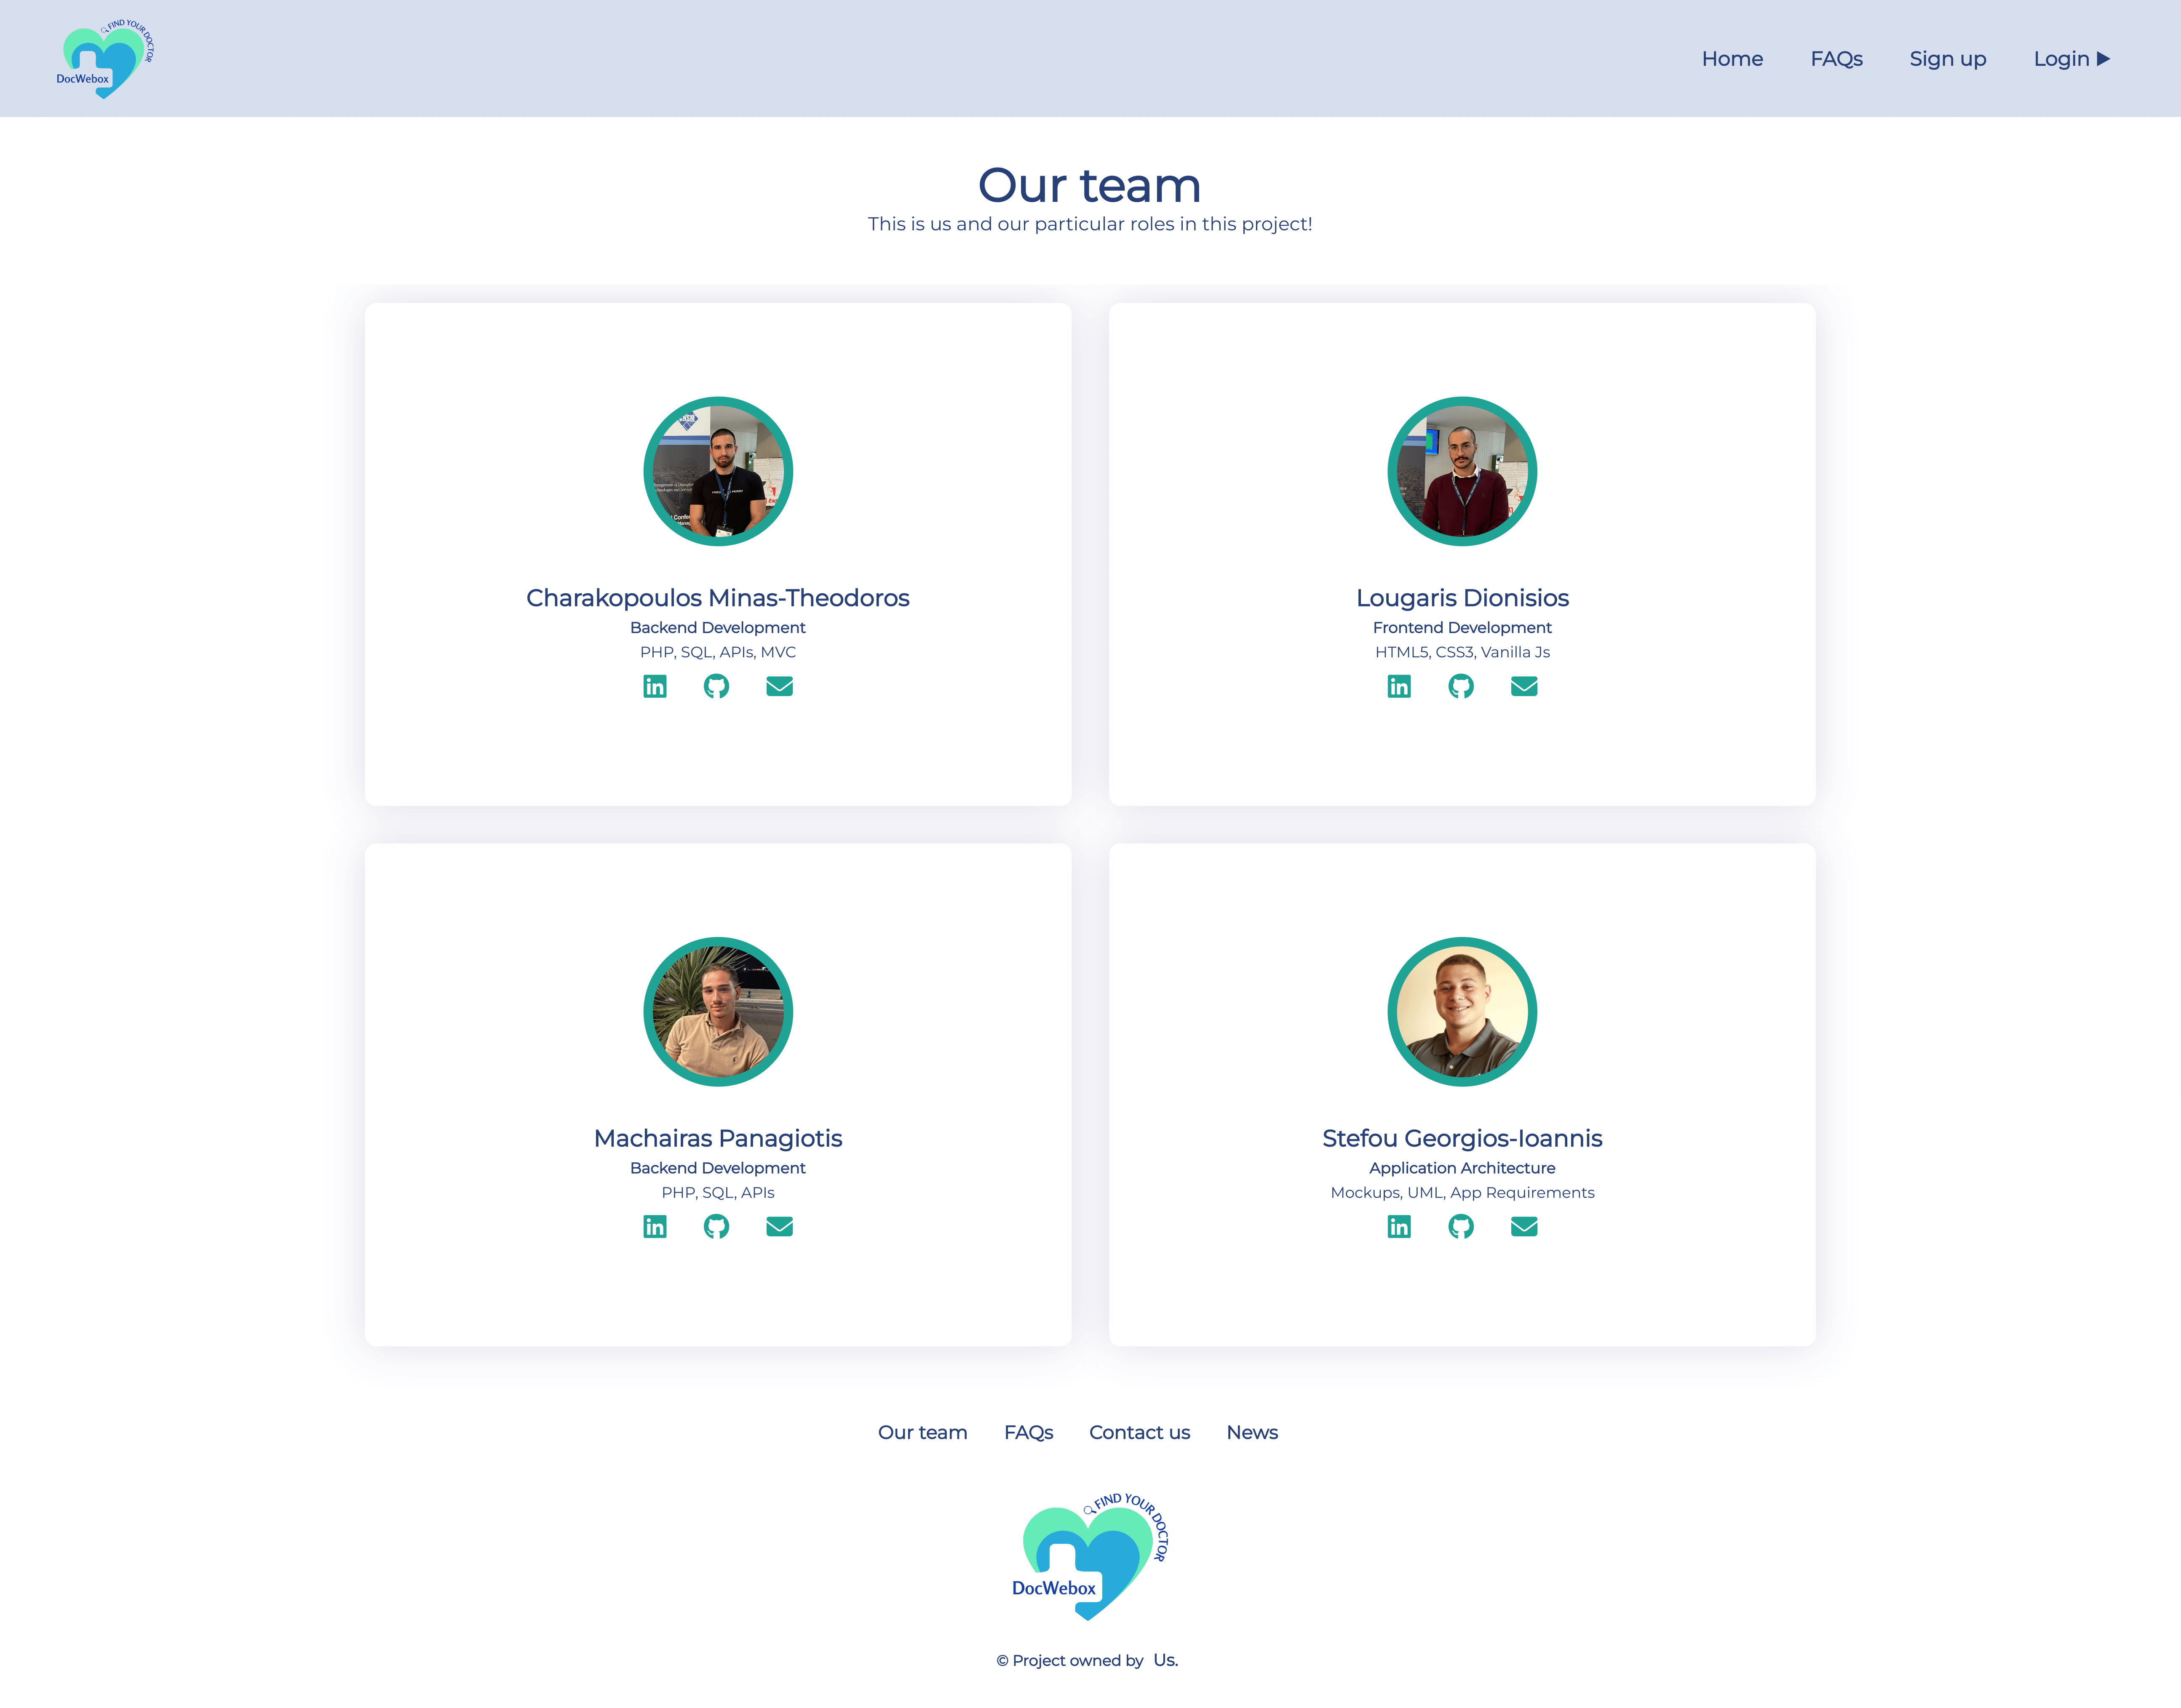 FIND YOUR DOCTOR
DocWebox
Home FAQs Sign up Login
Our team
This is us and our particular roles in this project!
Charakopoulos Minas-Theodoros
Backend Development
PHP, SQL, APIs, MVC
Lougaris Dionisios
Frontend Development
HTML5, CSS3, Vanilla Js
Machairas Panagiotis
Backend Development
PHP, SQL, APIs
Stefou Georgios-Ioannis
Application Architecture
Mockups, UML, App Requirements
Our team FAQs Contact us News
FIND YOUR DOCTOR
DocWebox
© Project owned by Us.